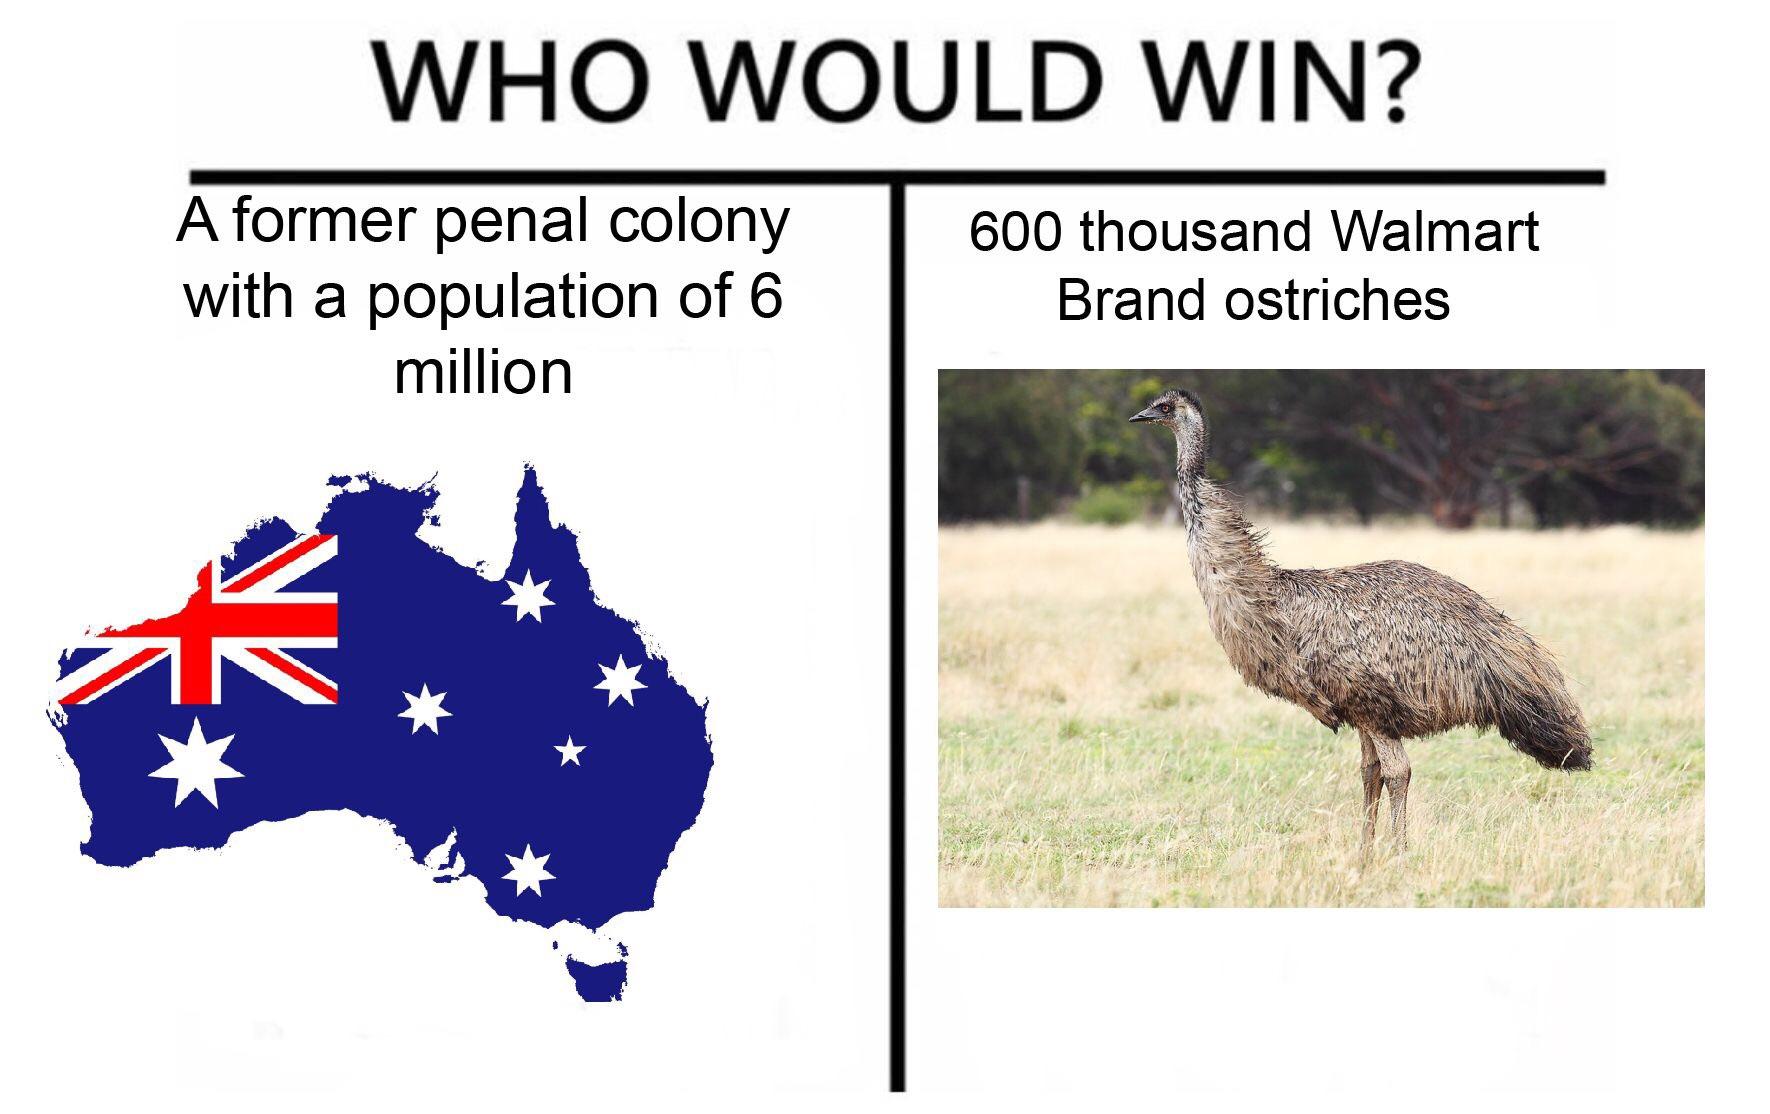 WHO WOULD WIN?
A former penal colony
with a population of 6
million
600 thousand Walmart
Brand ostriches